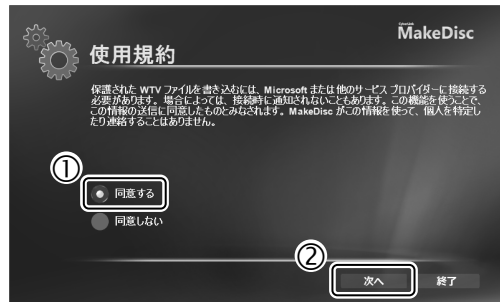 CyberLink
MakeDisc
使用規約
保護された WTV ファイルを書き込むには、Microsoft または他のサービス プロバイダーに接続する
必要があります。場合によっては、接続時に通知されないこともあります。この機能を使うことで、
この情報の送信に同意したものとみなされます。MakeDisc がこの情報を使って、個人を特定し
たり連絡することはありません。
①
同意する
同意しない
②
次へ 終了